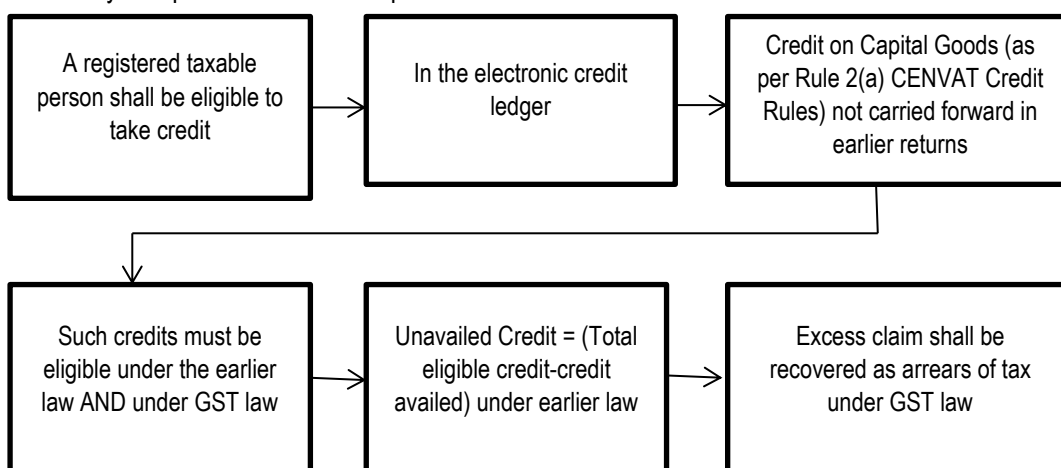 A registered taxable
person shall be eligible to
take credit
In the electronic credit
ledger
Credit on Capital Goods (as
per Rule 2(a) CENVAT Credit
Rules) not carried forward in
earlier returns
Such credits must be
eligible under the earlier
law AND under GST law
Unavailed Credit = (Total
eligible credit-credit
availed) under earlier law
Excess claim shall be
recovered as arrears of tax
under GST law